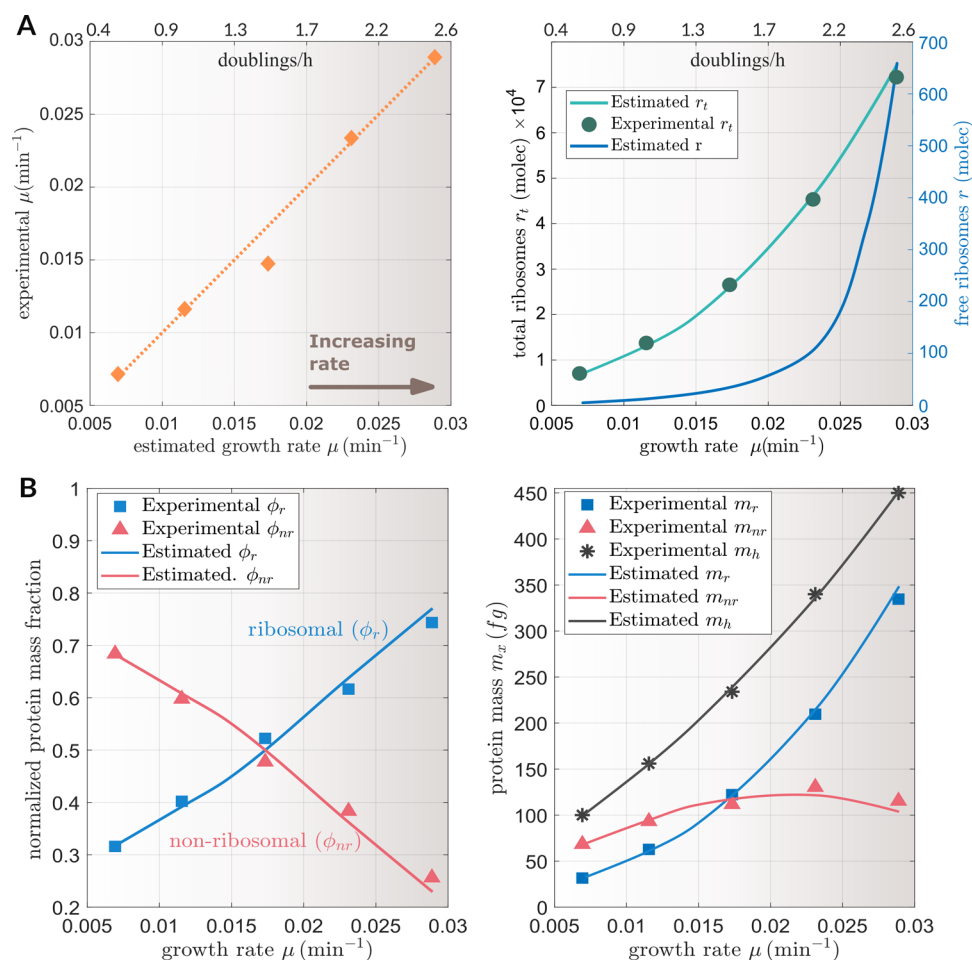 A
0.4 0.9 1.3 1.7 2.2 2.6
doublings/h
0.03
0.025
0.02
0.015
0.01
0.005
experimental μ(min⁻¹)
Increasing
rate
0.005 0.01 0.015 0.02 0.025 0.03
estimated growth rate μ (min⁻¹)
0.4 0.9 1.3 1.7 2.2 2.6
doublings/h
7
6
5
4
3
2
1
0
total ribosomes r_t (molec) ×10⁴
Estimated r_t
Experimental r_t
Estimated r
700
600
500
400
300
200
100
0
free ribosomes r (molec)
0.005 0.01 0.015 0.02 0.025 0.03
growth rate μ(min⁻¹)
B
1
0.9
0.8
0.7
0.6
0.5
0.4
0.3
0.2
normalized protein mass fraction
Experimental ϕ_r
Experimental ϕ_nr
Estimated ϕ_r
Estimated. ϕ_nr
ribosomal (ϕ_r)
non-ribosomal (ϕ_nr)
0.005 0.01 0.015 0.02 0.025 0.03
growth rate μ (min⁻¹)
450
400
350
300
250
200
150
100
50
0
protein mass m_x (fg)
Experimental m_r
Experimental m_nr
Experimental m_h
Estimated m_r
Estimated m_nr
Estimated m_h
0.005 0.01 0.015 0.02 0.025 0.03
growth rate μ (min⁻¹)